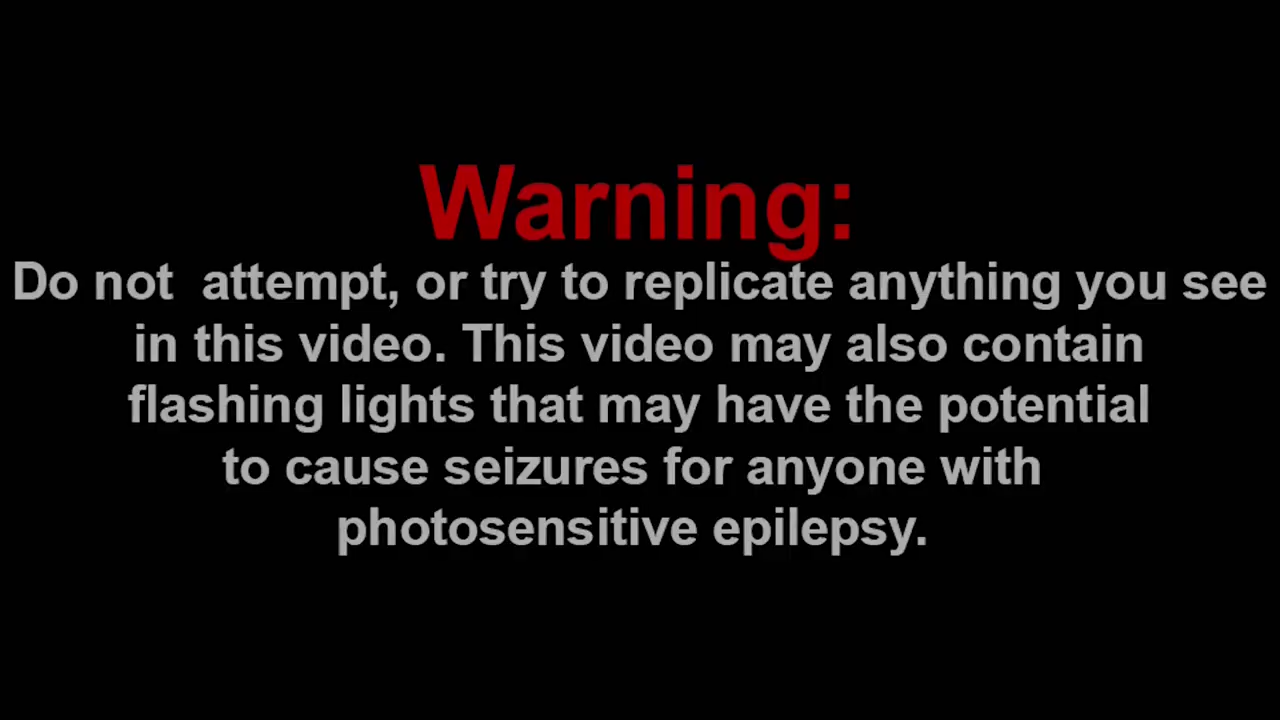 Warning:
Do not  attempt, or try to replicate anything you see
in this video. This video may also contain
flashing lights that may have the potential
to cause seizures for anyone with
photosensitive epilepsy.